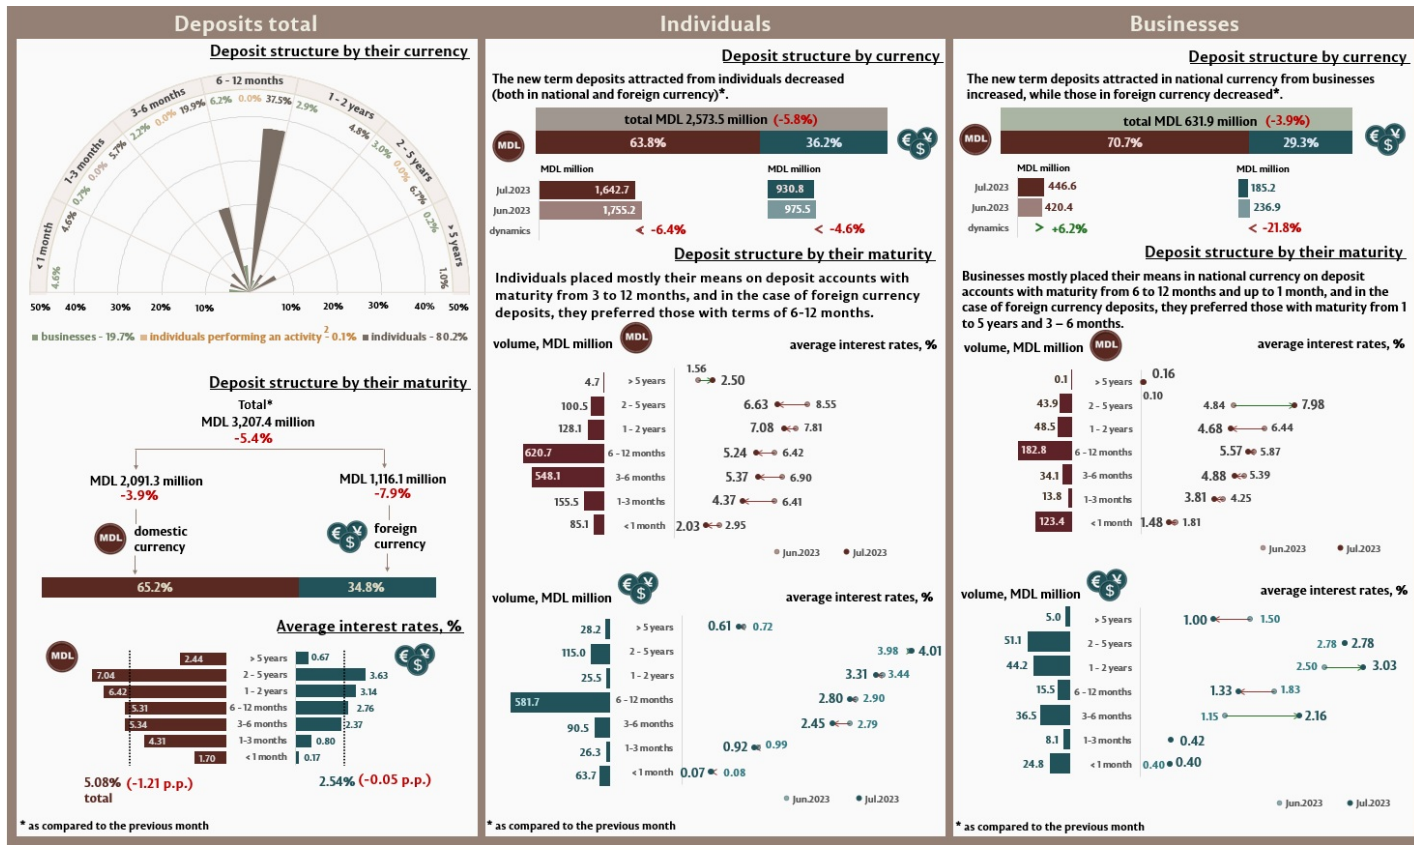 Deposits total
Deposit structure by their currency
6 - 12 months
3-6 months
1 - 2 years
1-3 months
2 - 5 years
< 1 month
> 5 years
4.6%
4.6%
0.7%
0.0%
5.7%
2.2%
0.0%
19.9%
6.2%
0.0%
37.5%
2.9%
4.8%
3.0%
0.0%
6.7%
0.2%
1.0%
50% 40% 30% 20% 10% 10% 20% 30% 40% 50%
businesses - 19.7% individuals performing an activity 2 - 0.1% individuals - 80.2%
Deposit structure by their maturity
Total*
MDL 3,207.4 million
-5.4%
MDL 2,091.3 million
-3.9%
MDL 1,116.1 million
-7.9%
MDL
domestic
currency
€ ¥ $
foreign
currency
65.2% 34.8%
Average interest rates, %
MDL
€ ¥ $
2.44 > 5 years 0.67
7.04 2 - 5 years 3.63
6.42 1 - 2 years 3.14
5.31 6 - 12 months 2.76
5.34 3-6 months 2.37
4.31 1-3 months 0.80
1.70 < 1 month 0.17
5.08% (-1.21 p.p.)
total
2.54% (-0.05 p.p.)
* as compared to the previous month
Individuals
Deposit structure by currency
The new term deposits attracted from individuals decreased
(both in national and foreign currency)*.
total MDL 2,573.5 million (-5.8%)
MDL
63.8% 36.2%
€ ¥ $
MDL million MDL million
Jul.2023 1,642.7 930.8
Jun.2023 1,755.2 975.5
dynamics < -6.4% < -4.6%
Deposit structure by their maturity
Individuals placed mostly their means on deposit accounts with
maturity from 3 to 12 months, and in the case of foreign currency
deposits, they preferred those with terms of 6-12 months.
volume, MDL million MDL average interest rates, %
4.7 > 5 years 1.56 2.50
100.5 2 - 5 years 6.63 8.55
128.1 1 - 2 years 7.08 7.81
620.7 6 - 12 months 5.24 6.42
548.1 3-6 months 5.37 6.90
155.5 1-3 months 4.37 6.41
85.1 < 1 month 2.03 2.95
Jun.2023 Jul.2023
volume, MDL million € ¥ $ average interest rates, %
28.2 > 5 years 0.61 0.72
115.0 2 - 5 years 3.98 4.01
25.5 1 - 2 years 3.31 3.44
581.7 6 - 12 months 2.80 2.90
90.5 3-6 months 2.45 2.79
26.3 1-3 months 0.92 0.99
63.7 < 1 month 0.07 0.08
Jun.2023 Jul.2023
* as compared to the previous month
Businesses
Deposit structure by currency
The new term deposits attracted in national currency from businesses
increased, while those in foreign currency decreased*.
total MDL 631.9 million (-3.9%)
MDL
70.7% 29.3%
€ ¥ $
MDL million MDL million
Jul.2023 446.6 185.2
Jun.2023 420.4 236.9
dynamics > +6.2% < -21.8%
Deposit structure by their maturity
Businesses mostly placed their means in national currency on deposit
accounts with maturity from 6 to 12 months and up to 1 month, and in the
case of foreign currency deposits, they preferred those with maturity from 1
to 5 years and 3 – 6 months.
volume, MDL million MDL average interest rates, %
0.1 > 5 years 0.16
0.10
43.9 2 - 5 years 4.84 7.98
48.5 1 - 2 years 4.68 6.44
182.8 6 - 12 months 5.57 5.87
34.1 3-6 months 4.88 5.39
13.8 1-3 months 3.81 4.25
123.4 < 1 month 1.48 1.81
Jun.2023 Jul.2023
volume, MDL million € ¥ $ average interest rates, %
5.0 > 5 years 1.00 1.50
51.1 2 - 5 years 2.78 2.78
44.2 1 - 2 years 2.50 3.03
15.5 6 - 12 months 1.33 1.83
36.5 3-6 months 1.15 2.16
8.1 1-3 months 0.42
24.8 < 1 month 0.40 0.40
Jun.2023 Jul.2023
* as compared to the previous month